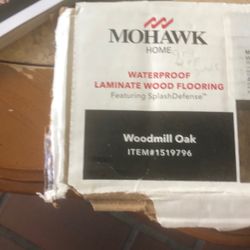 MOHAWK
HOME
WATERPROOF
LAMINATE WOOD FLOORING
Featuring SplashDefense™
Woodmill Oak
ITEM#1519796